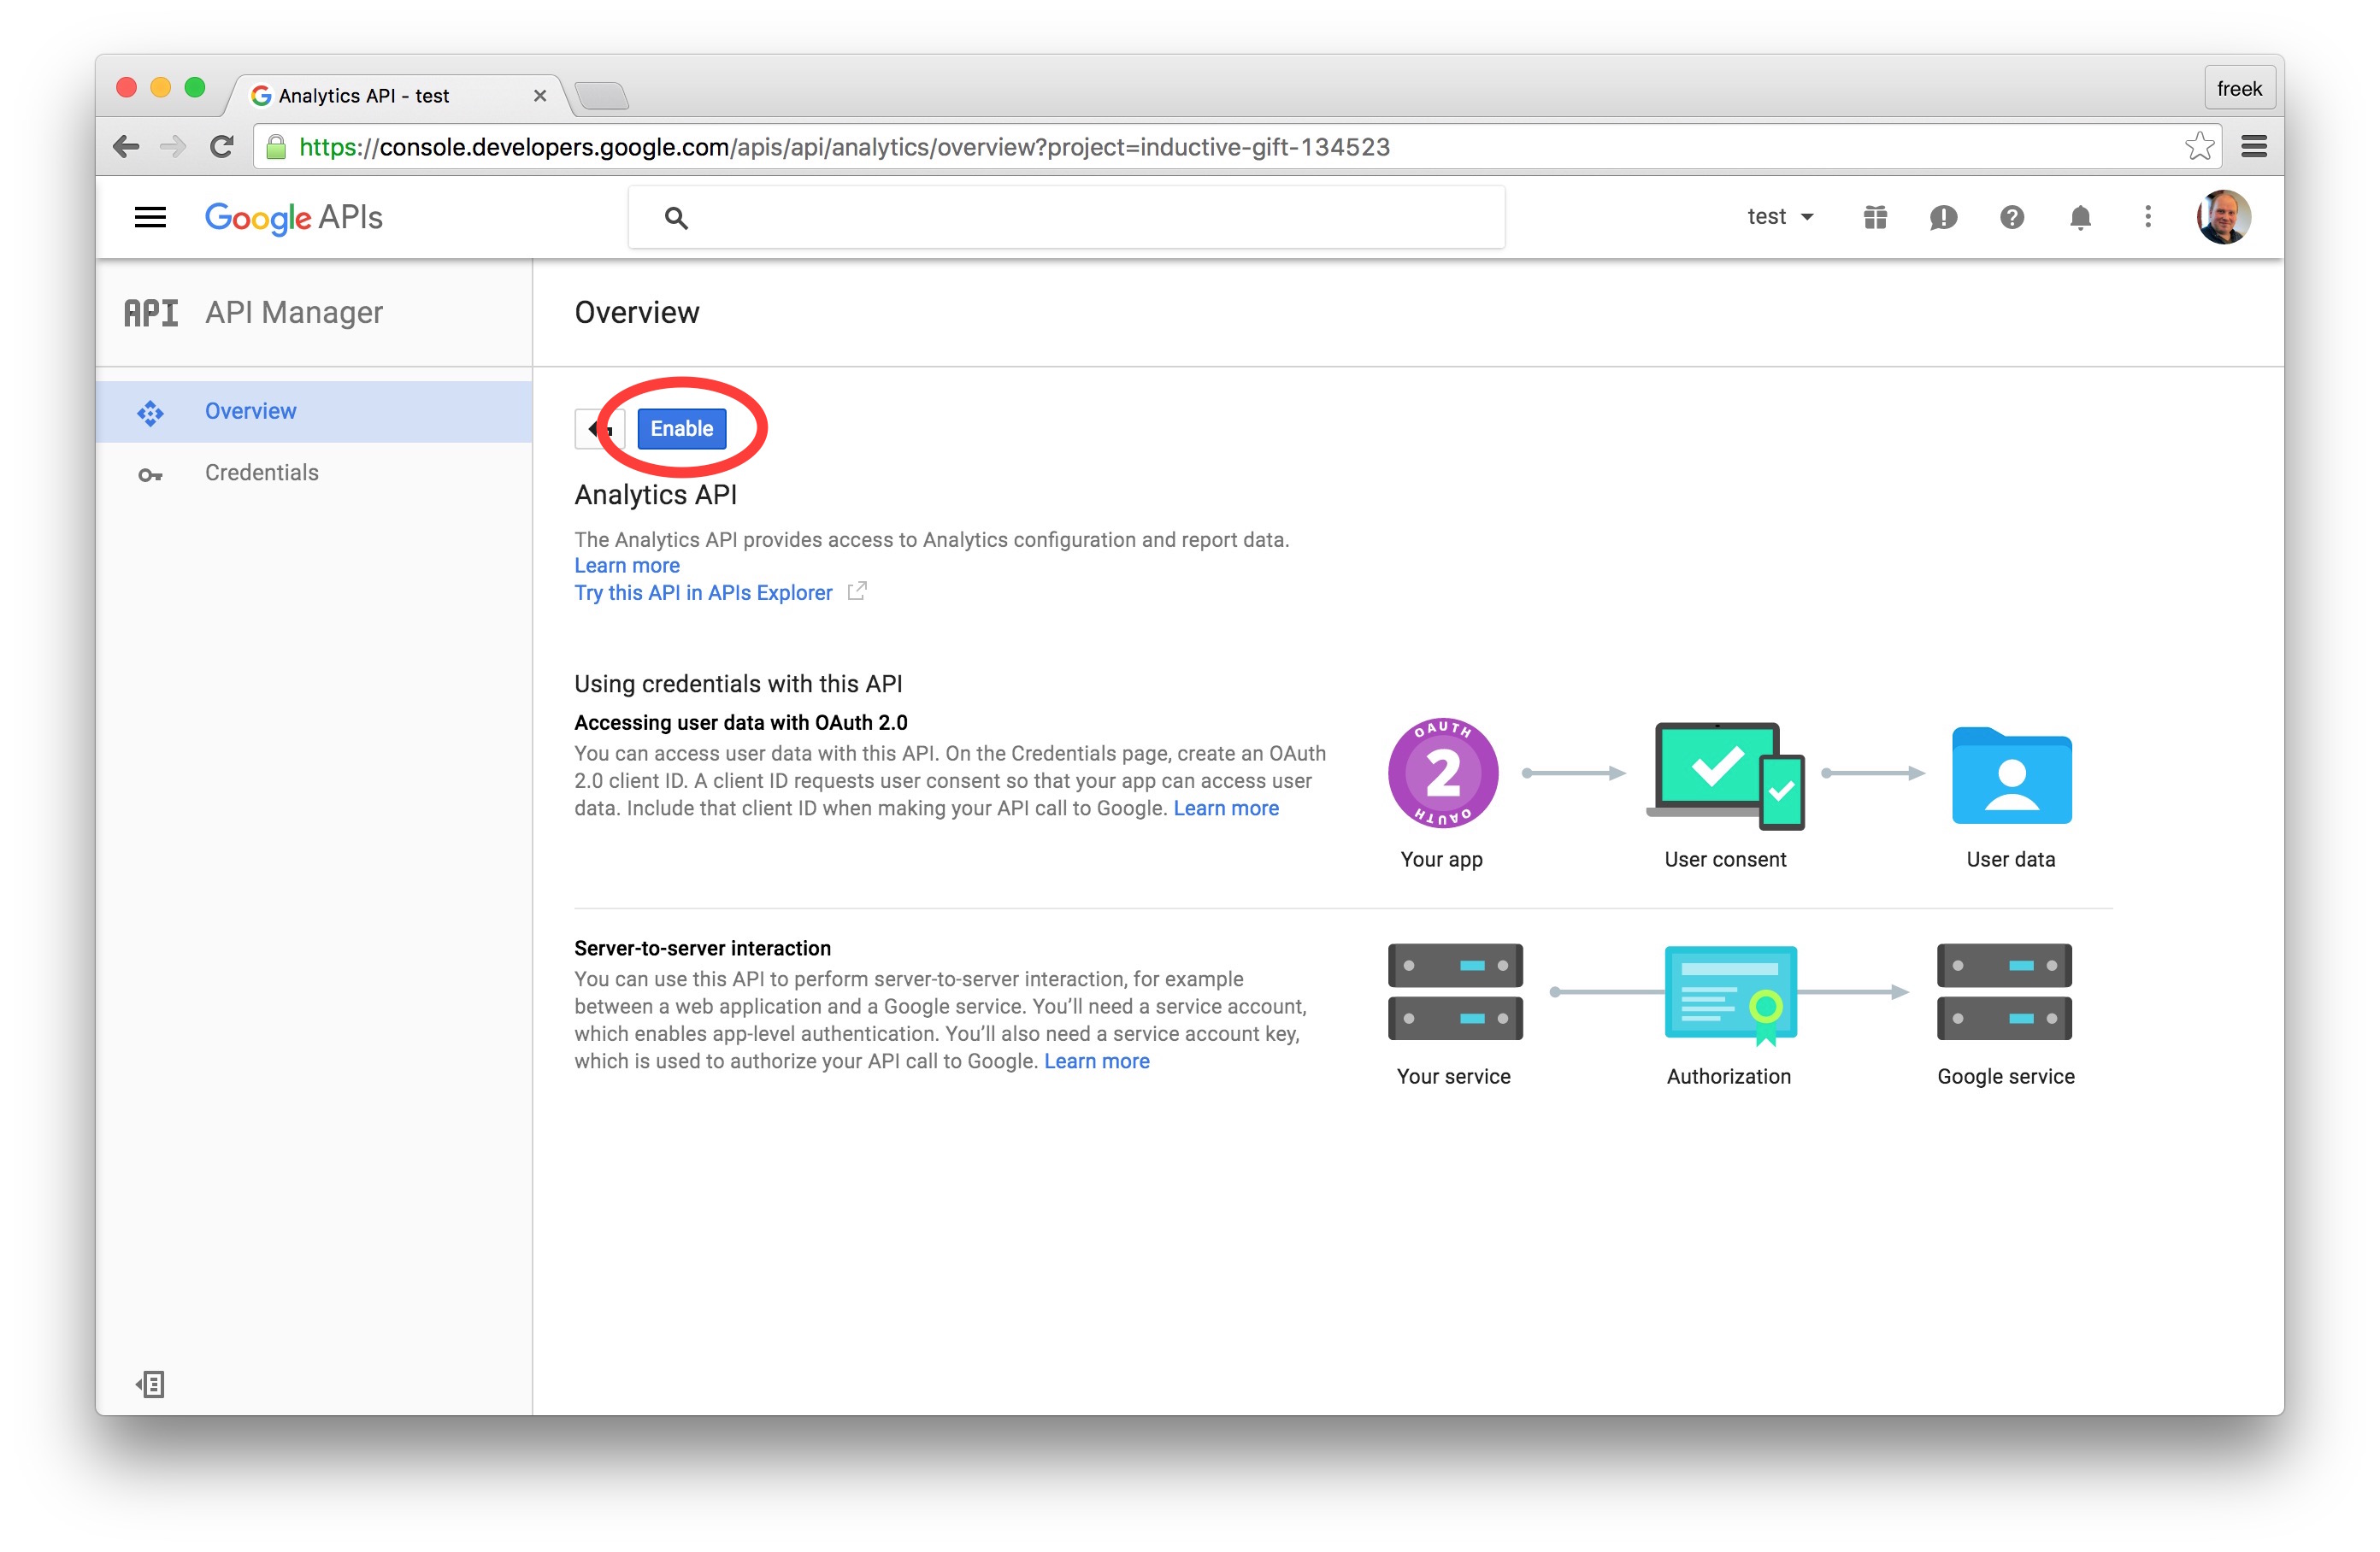 Analytics API - test
freek
https://console.developers.google.com/apis/api/analytics/overview?project=inductive-gift-134523
Google APIs
test
API API Manager
Overview
Overview
Credentials
Enable
Analytics API
The Analytics API provides access to Analytics configuration and report data.
Learn more
Try this API in APIs Explorer
Using credentials with this API
Accessing user data with OAuth 2.0
You can access user data with this API. On the Credentials page, create an OAuth
2.0 client ID. A client ID requests user consent so that your app can access user
data. Include that client ID when making your API call to Google. Learn more
OAUTH
2
OAUTH
Your app
User consent
User data
Server-to-server interaction
You can use this API to perform server-to-server interaction, for example
between a web application and a Google service. You’ll need a service account,
which enables app-level authentication. You’ll also need a service account key,
which is used to authorize your API call to Google. Learn more
Your service
Authorization
Google service